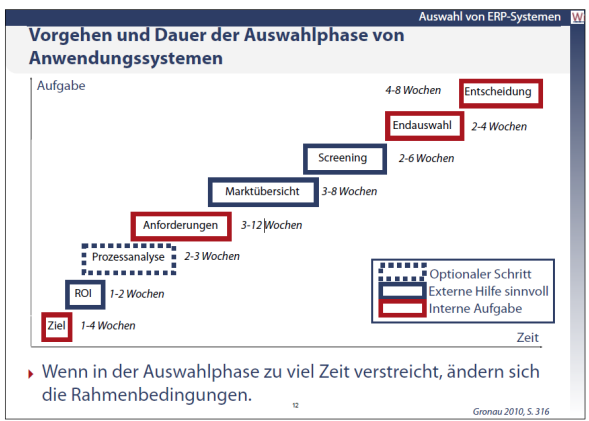 Auswahl von ERP-Systemen
W
Vorgehen und Dauer der Auswahlphase von
Anwendungssystemen
Aufgabe
4-8 Wochen Entscheidung
Endauswahl 2-4 Wochen
Screening 2-6 Wochen
Marktübersicht 3-8 Wochen
Anforderungen 3-12 Wochen
Prozessanalyse 2-3 Wochen
ROI 1-2 Wochen
Ziel 1-4 Wochen
Optionaler Schritt
Externe Hilfe sinnvoll
Interne Aufgabe
Zeit
Wenn in der Auswahlphase zu viel Zeit verstreicht, ändern sich
die Rahmenbedingungen.
12
Gronau 2010, S. 316